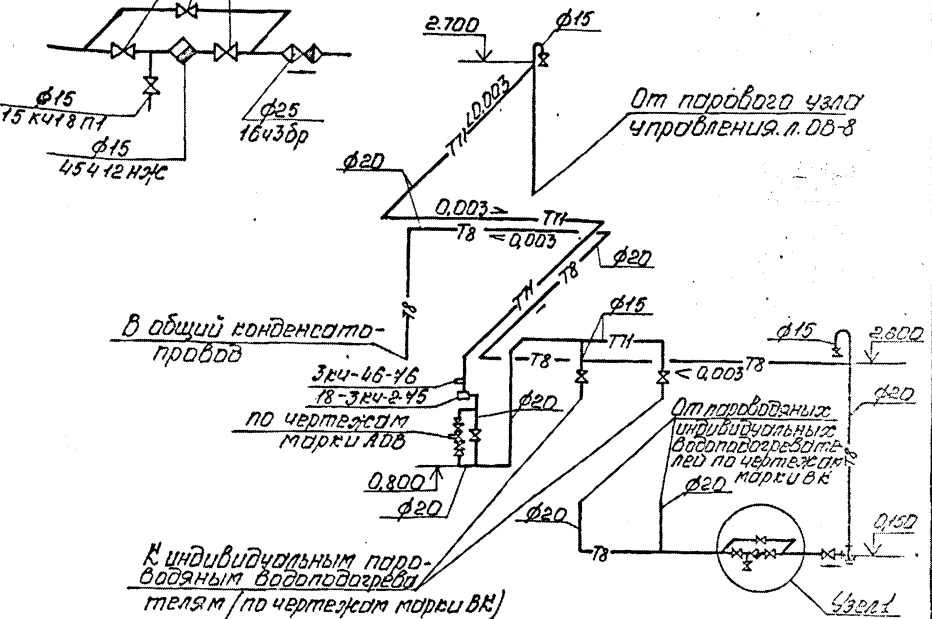 ф15
15кч18п1
ф15
45ч12нж
ф25
16ч3бр
2.700
ф15
Т11 0.003
От парового узла
управления.л.ОВ-8
ф20
0,003
Т11
Т8
0,003
ф20
Т11
Т8
Т8
В общий конденсато-
провод
ф15
Т11
Т8
Т8
0,003
ф15
2.600
3кч-46-76
18-3кч-2-75
ф20
по чертежам
марки АОВ
0,800
ф20
От пароводяных
индивидуальных
водоподогревате-
лей по чертежам
марки ВК
ф20
Т8
ф20
ф20
Т8
0,150
К индивидуальным паро-
водяным водоподогрева
телям (по чертежам марки ВК)
Узел 1